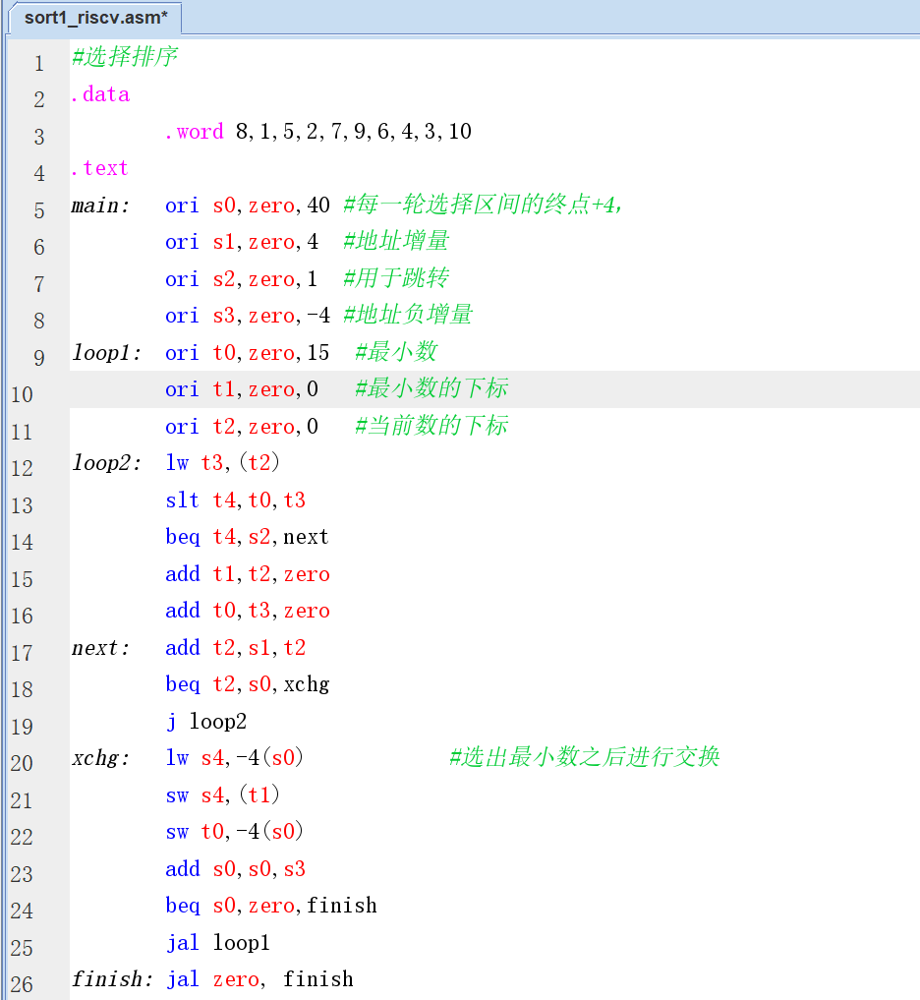 sort1_riscv.asm*
1 #选择排序
2 .data
3 .word 8,1,5,2,7,9,6,4,3,10
4 .text
5 main: ori s0,zero,40 #每一轮选择区间的终点+4,
6 ori s1,zero,4 #地址增量
7 ori s2,zero,1 #用于跳转
8 ori s3,zero,-4 #地址负增量
9 loop1: ori t0,zero,15 #最小数
10 ori t1,zero,0 #最小数的下标
11 ori t2,zero,0 #当前数的下标
12 loop2: lw t3,(t2)
13 slt t4,t0,t3
14 beq t4,s2,next
15 add t1,t2,zero
16 add t0,t3,zero
17 next: add t2,s1,t2
18 beq t2,s0,xchg
19 j loop2
20 xchg: lw s4,-4(s0) #选出最小数之后进行交换
21 sw s4,(t1)
22 sw t0,-4(s0)
23 add s0,s0,s3
24 beq s0,zero,finish
25 jal loop1
26 finish: jal zero, finish